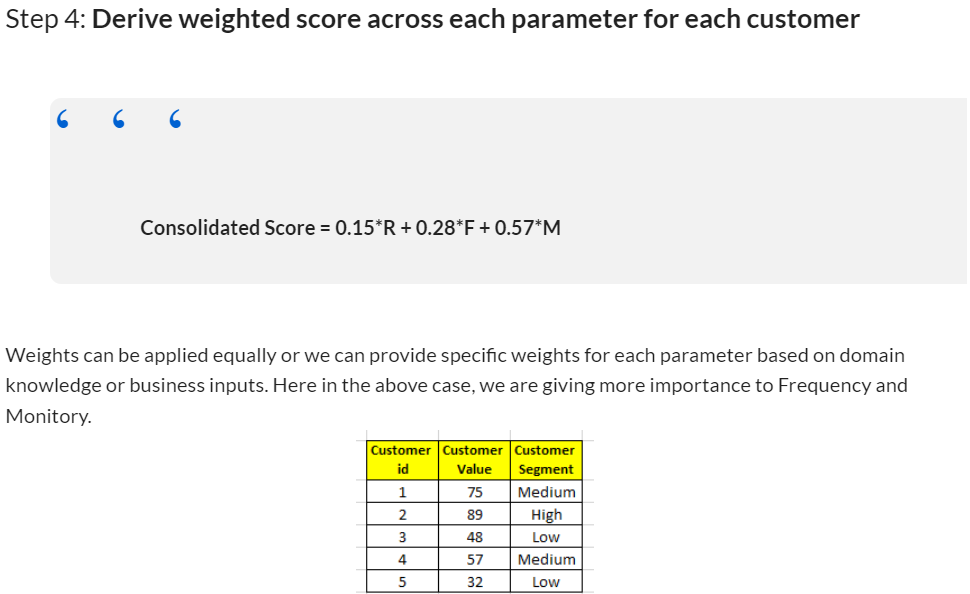 Step 4: Derive weighted score across each parameter for each customer
Consolidated Score = 0.15*R + 0.28*F + 0.57*M
Weights can be applied equally or we can provide specific weights for each parameter based on domain
knowledge or business inputs. Here in the above case, we are giving more importance to Frequency and
Monitory.
Customer id Customer Value Customer Segment
1 75 Medium
2 89 High
3 48 Low
4 57 Medium
5 32 Low